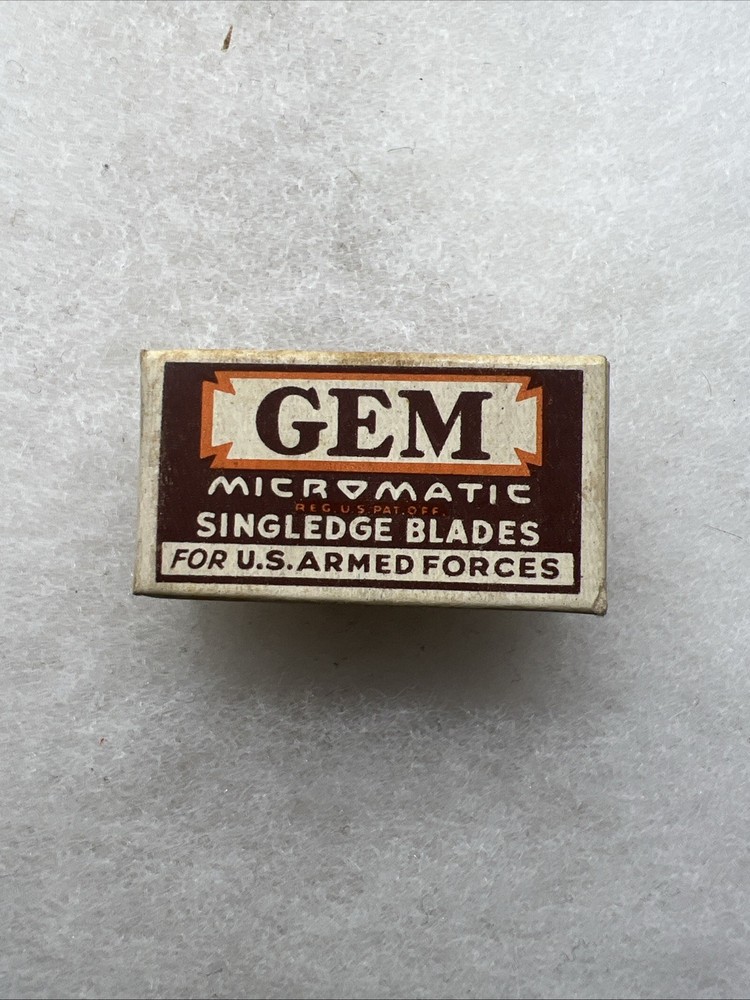 GEM
MICROMATIC
REG.U.S.PAT.OFF.
SINGLEDGE BLADES
FOR U.S. ARMED FORCES